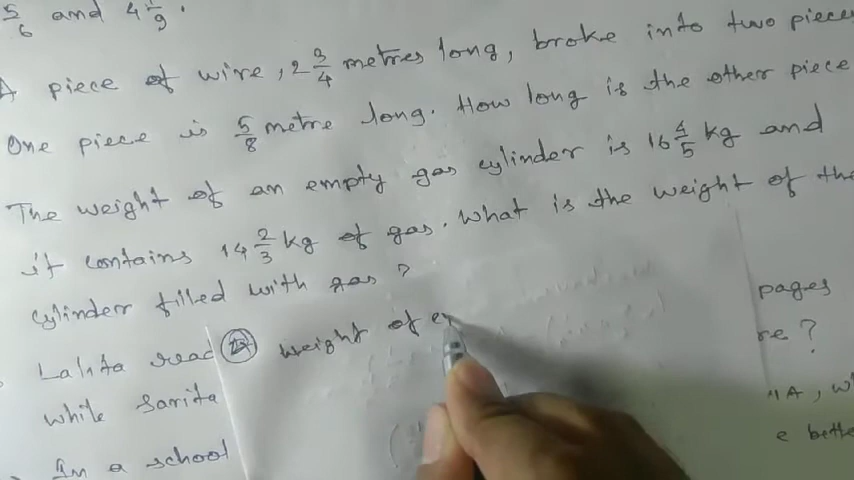 5/6 and 4 1/9.
A piece of wire, 2 3/4 metres long, broke into two pieces
One piece is 5/8 metre long. How long is the other piece
The weight of an empty gas cylinder is 16 4/5 kg and
it contains 14 2/3 kg of gas. What is the weight of the
cylinder filled with gas?
Lalita read
pages
weight of
re?
while Sarita
In a school